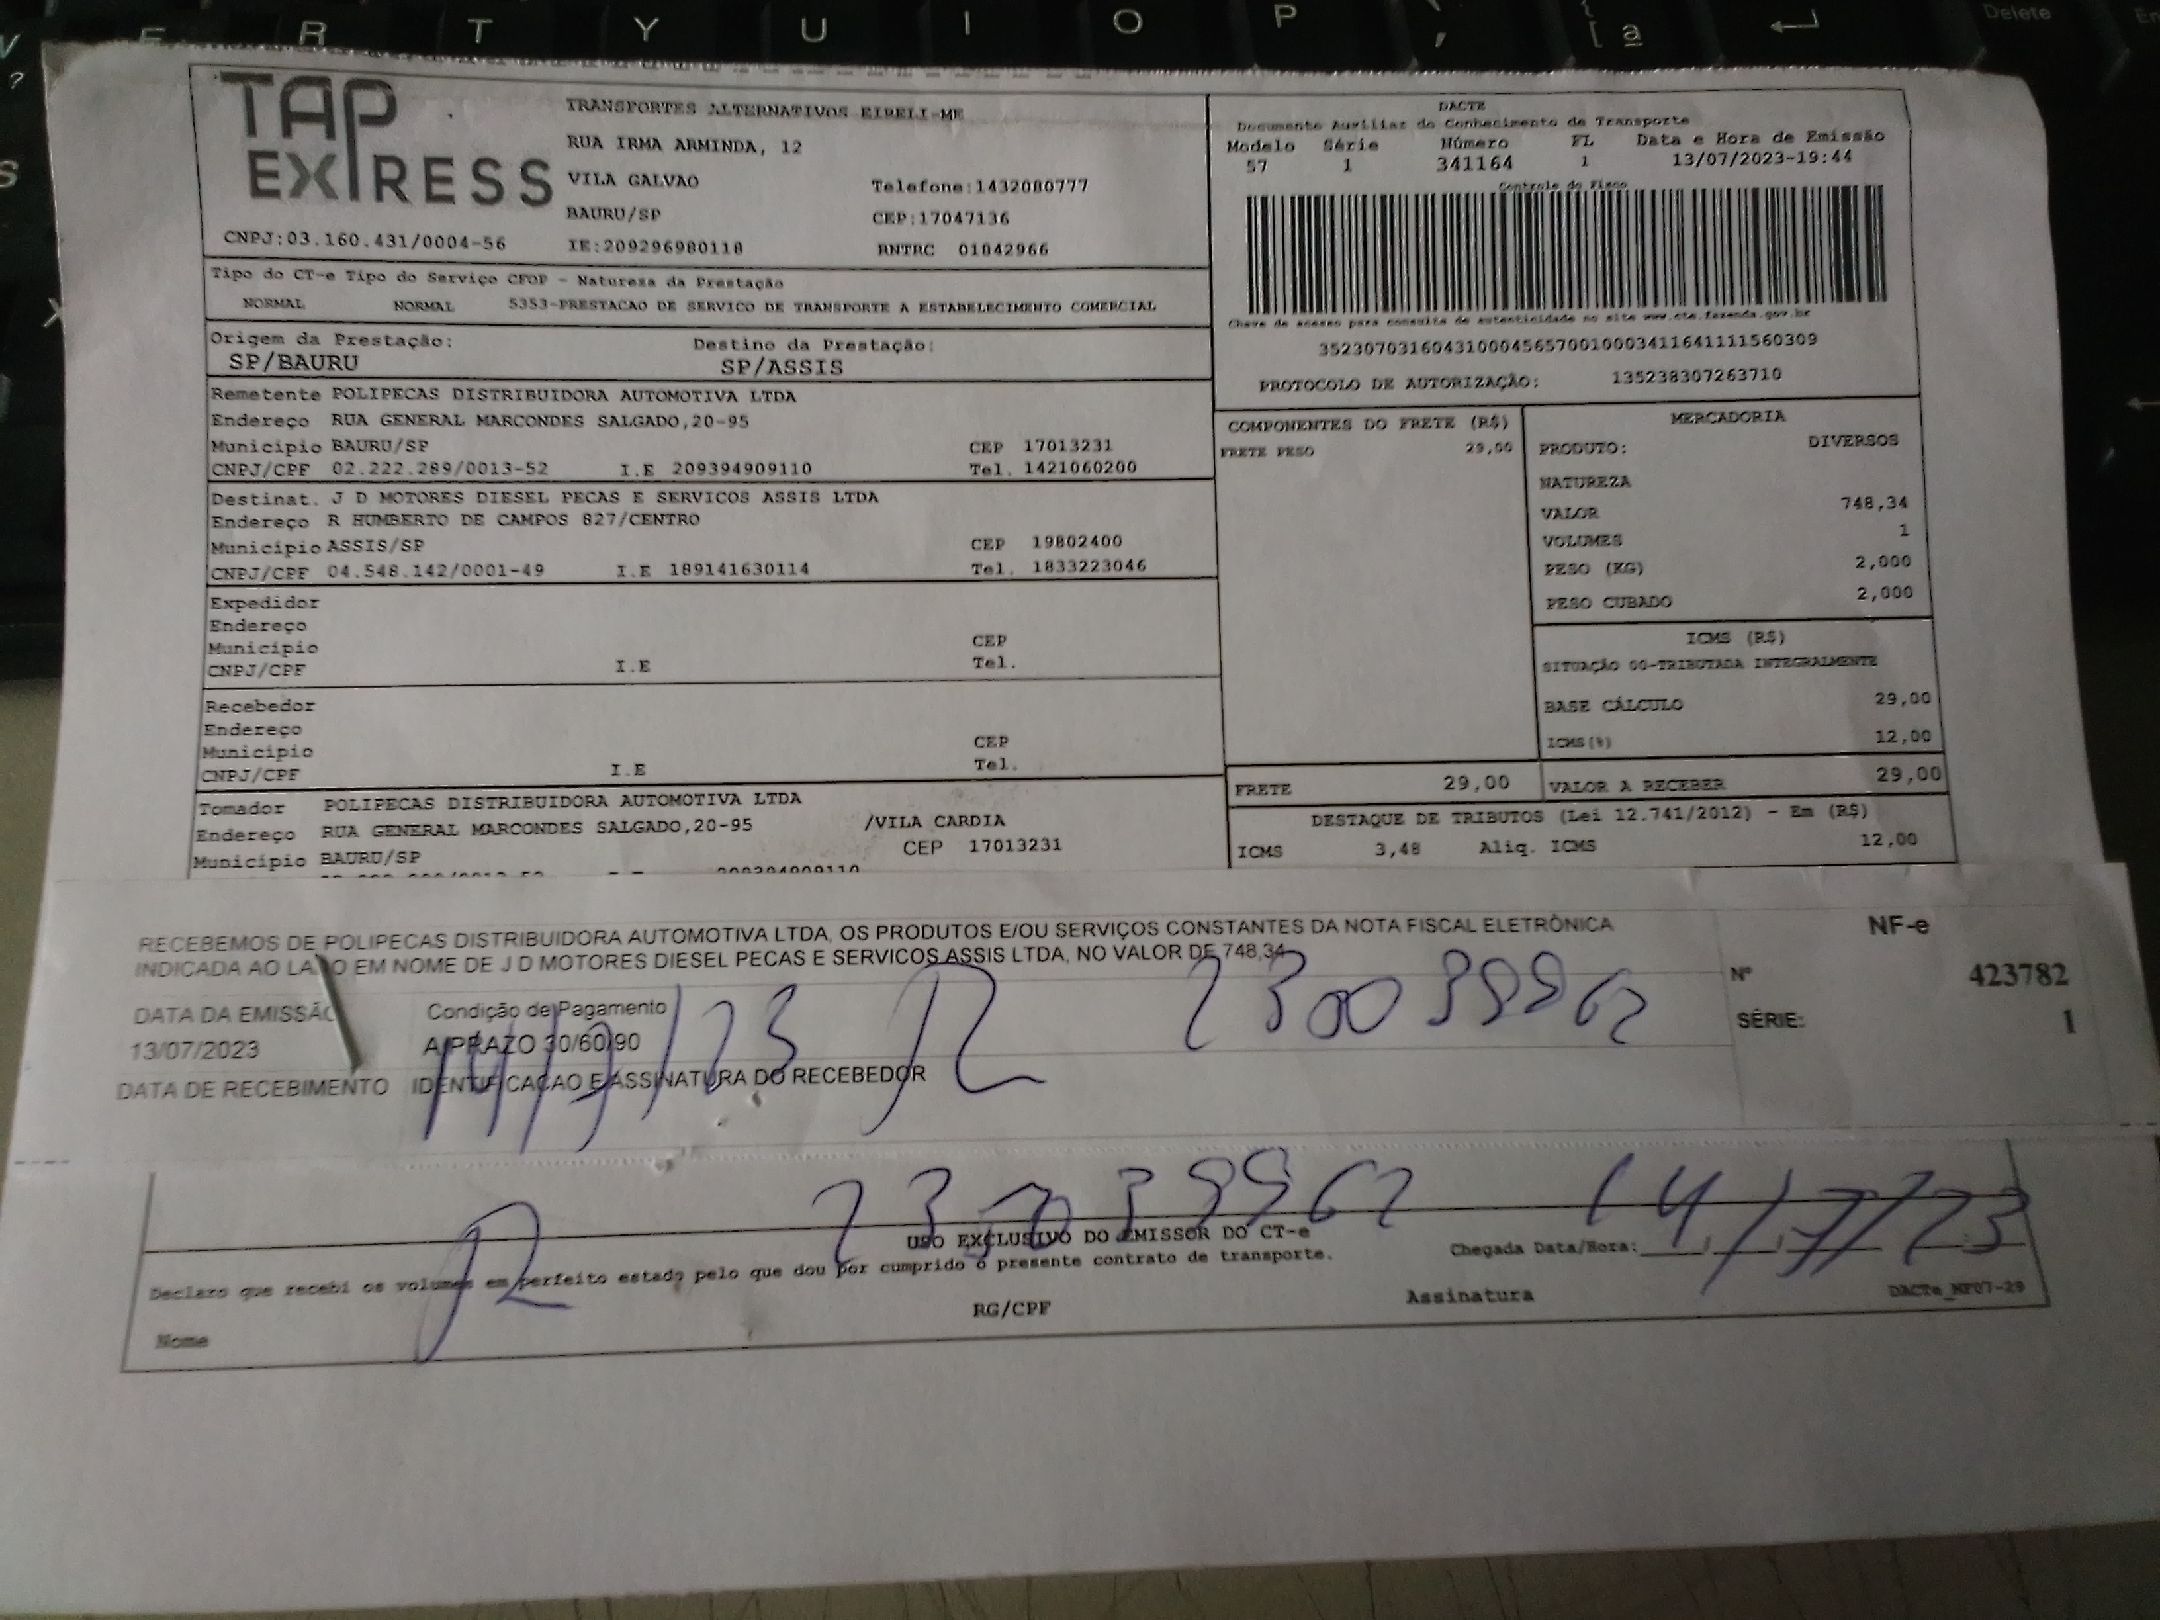 R T Y U I O P
Delete
TAP
EXPRESS
TRANSPORTES ALTERNATIVOS EIRELI-ME
RUA IRMA ARMINDA, 12
VILA GALVAO Telefone:1432080777
BAURU/SP CEP:17047136
CNPJ:03.160.431/0004-56 IE:209296980118 RNTRC 01842966
DACTE
Documento Auxiliar do Conhecimento de Transporte
Modelo Série Número FL Data e Hora de Emissão
57 1 341164 1 13/07/2023-19:44
Controle do Fisco
Chave de acesso para consulta de autenticidade no site www.cte.fazenda.gov.br
35230703160431000456570010003411641111560309
PROTOCOLO DE AUTORIZAÇÃO: 135238307263710
Tipo do CT-e Tipo do Serviço CFOP - Natureza da Prestação
NORMAL NORMAL 5353-PRESTACAO DE SERVICO DE TRANSPORTE A ESTABELECIMENTO COMERCIAL
Origem da Prestação: Destino da Prestação:
SP/BAURU SP/ASSIS
Remetente POLIPECAS DISTRIBUIDORA AUTOMOTIVA LTDA
Endereço RUA GENERAL MARCONDES SALGADO,20-95
Município BAURU/SP CEP 17013231
CNPJ/CPF 02.222.289/0013-52 I.E 209394909110 Tel. 1421060200
Destinat. J D MOTORES DIESEL PECAS E SERVICOS ASSIS LTDA
Endereço R HUMBERTO DE CAMPOS 827/CENTRO
Município ASSIS/SP CEP 19802400
CNPJ/CPF 04.548.142/0001-49 I.E 189141630114 Tel. 1833223046
Expedidor
Endereço
Município CEP
CNPJ/CPF I.E Tel.
Recebedor
Endereço
Município CEP
CNPJ/CPF I.E Tel.
Tomador POLIPECAS DISTRIBUIDORA AUTOMOTIVA LTDA
Endereço RUA GENERAL MARCONDES SALGADO,20-95 /VILA CARDIA
Município BAURU/SP CEP 17013231
COMPONENTES DO FRETE (R$)
FRETE PESO 29,00
MERCADORIA
PRODUTO: DIVERSOS
NATUREZA
VALOR 748,34
VOLUMES 1
PESO (KG) 2,000
PESO CUBADO 2,000
ICMS (R$)
SITUAÇÃO 00-TRIBUTADA INTEGRALMENTE
BASE CÁLCULO 29,00
ICMS(%) 12,00
FRETE 29,00 VALOR A RECEBER 29,00
DESTAQUE DE TRIBUTOS (Lei 12.741/2012) - Em (R$)
ICMS 3,48 Aliq. ICMS 12,00
RECEBEMOS DE POLIPECAS DISTRIBUIDORA AUTOMOTIVA LTDA, OS PRODUTOS E/OU SERVIÇOS CONSTANTES DA NOTA FISCAL ELETRÔNICA
INDICADA AO LADO EM NOME DE J D MOTORES DIESEL PECAS E SERVICOS ASSIS LTDA, NO VALOR DE 748,34
NF-e
Nº 423782
SÉRIE: 1
DATA DA EMISSÃO Condição de Pagamento
13/07/2023 A PRAZO 30/60/90
DATA DE RECEBIMENTO IDENTIFICACAO E ASSINATURA DO RECEBEDOR
14/7/23 230039962
230039962 14/7/23
USO EXCLUSIVO DO EMISSOR DO CT-e
Declaro que recebi os volumes em perfeito estado pelo que dou por cumprido o presente contrato de transporte. Chegada Data/Hora:
Nome RG/CPF Assinatura DACTe_NF07-29